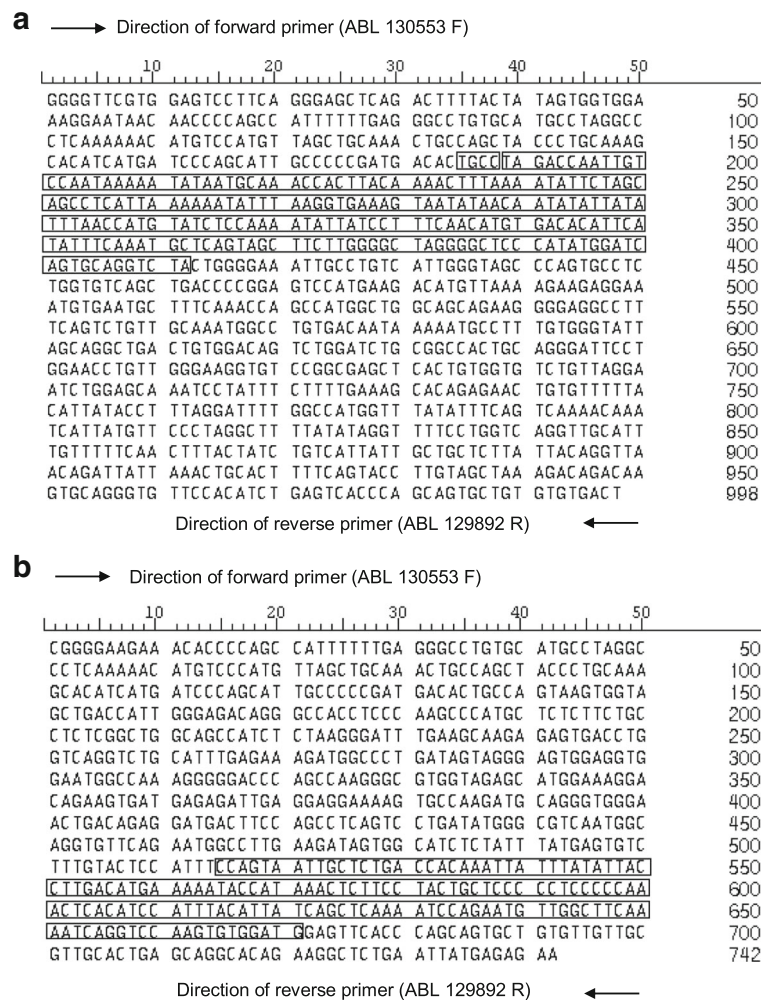 a
Direction of forward primer (ABL 130553 F)
10 20 30 40 50
GGGGTTCGTG GAGTCCTTCA GGGAGCTCAG ACTTTTACTA TAGTGGTGGA 50
AAGGAATAAC AACCCCAGCC ATTTTTTGAG GGCCTGTGCA TGCCTAGGCC 100
CTCAAAAAAC ATGTCCATGT TAGCTGCAAA CTGCCAGCTA CCCTGCAAAG 150
CACATCATGA TCCCAGCATT GCCCCCGATG ACACTGCCTA GACCAATTGT 200
CCAATAAAAA TATAATGCAA ACCACTTACA AAACTTTAAA ATATTCTAGC 250
AGCCTCATTA AAAAATATTT AAGGTGAAAG TAATATAACA ATATATTATA 300
TTTAACCATG TATCTCCAAA ATATTATCCT TTCAACATGT GACACATTCA 350
TATTTCAAAT GCTCAGTAGC TTCTTGGGGC TAGGGGCTCC CATATGGATC 400
AGTGCAGGTC TACTGGGGAA ATTGCCTGTC ATTGGGTAGC CCAGTGCCTC 450
TGGTGTCAGC TGACCCCGGA GTCCATGAAG ACATGTTAAA AGAAGAGGAA 500
ATGTGAATGC TTTCAAACCA GCCATGGCTG GCAGCAGAAG GGAGGCCTT 550
TCAGTCTGTT GCAAATGGCC TGTGACAATA AAAATGCCTT TGTGGGTATT 600
AGCAGGCTGA CTGTGGACAG TCTGGATCTG CGGCCACTGC AGGGATTCCT 650
GGAACCTGTT GGGAAGGTGT CCGGCGAGCT CACTGTGGTG TCTGTTAGGA 700
ATCTGGAGCA AATCCTATTT CTTTTGAAAG CACAGAGAAC TGTGTTTTTA 750
CATTATACCT TTAGGATTTT GGCCATGGTT TATATTTCAG TCAAAACAAA 800
TCATTATGTT CCCTAGGCTT TTATATAGGT TTTCCTGGTC AGGTTGCATT 850
TGTTTTTCAA CTTTACTATC TGTCATTATT GCTGCTCTTA TTACAGGTTA 900
ACAGATTATT AAACTGCACT TTTCAGTACC TTGTAGCTAA AGACAGACAA 950
GTGCAGGGTG TTCCACATCT GAGTCACCCA GCAGTGCTGT GTGTGACT 998
Direction of reverse primer (ABL 129892 R)
b
Direction of forward primer (ABL 130553 F)
10 20 30 40 50
CGGGGAAGAA ACACCCCAGC CATTTTTTGA GGGCCTGTGC ATGCCTAGGC 50
CCTCAAAAAC ATGTCCCATG TTAGCTGCAA ACTGCCAGCT ACCCTGCAAA 100
GCACATCATG ATCCCAGCAT TGCCCCCGAT GACACTGCCA GTAAGTGGTA 150
GCTGACCATT GGGAGACAGG GCCACCTCCC AAGCCCATGC TCTCTTCTGC 200
CTCTCGGCTG GCAGCCATCT CTAAGGGATT TGAAGCAAGA GAGTGACCTG 250
GTCAGGTCTG CATTTGAGAA AGATGGCCCT GATAGTAGGG AGTGGAGGTG 300
GAATGGCCAA AGGGGGACCC AGCCAAGGGC GTGGTAGAGC ATGGAAAGGA 350
CAGAAGTGAT GAGAGATTGA GGAGGAAAAG TGCCAAGATG CAGGGTGGGA 400
ACTGACAGAG GATGACTTCC AGCCTCAGTC CTGATATGGG CGTCAATGGC 450
AGGTGTTCAG AATGGCCTTG AAGATAGTGG CATCTCTATT TATGAGTGTC 500
TTTGTACTCC ATTTCCAGTA ATTGCTCTGA CCACAAATTA TTTATATTAC 550
CTTGACATGA AAAATACCAT AAACTCTTCC TACTGCTCCC CCTCCCCCAA 600
ACTCACATCC ATTTACATTA TCAGCTCAAA ATCCAGAATG TTGGCTTCAA 650
AATCAGGTCC AAGTGTGGAT GGAGTTCACC CAGCAGTGCT GTGTTGTTGC 700
GTTGCACTGA GCAGGCACAG AAGGCTCTGA ATTATGAGAG AA 742
Direction of reverse primer (ABL 129892 R)